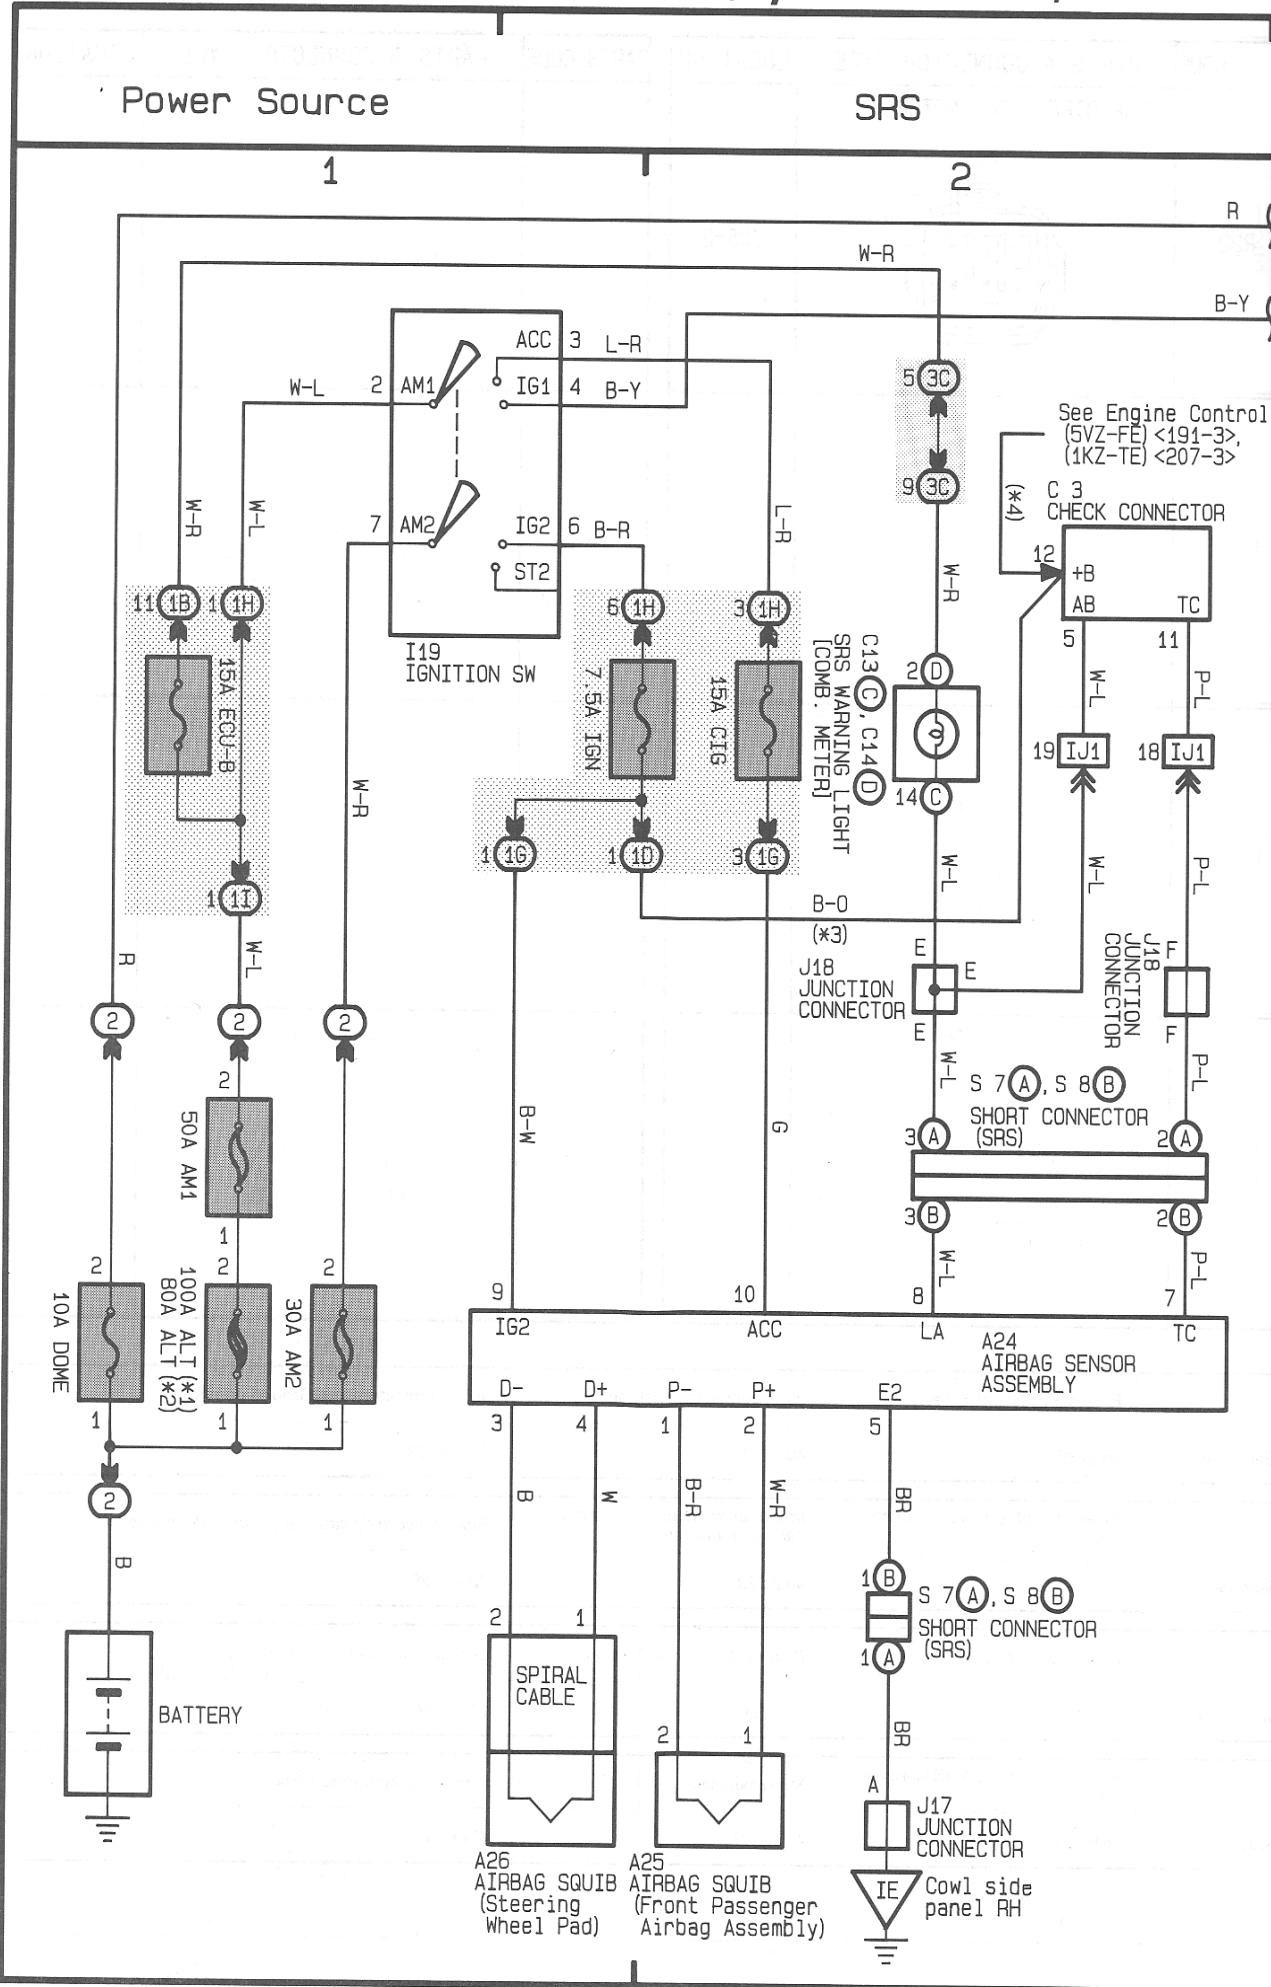 Power Source
SRS
1
2
R
W-R
B-Y
ACC 3 L-R
IG1 4 B-Y
W-L 2 AM1
7 AM2
IG2 6 B-R
ST2
I19
IGNITION SW
5 3C
9 3C
See Engine Control
(5VZ-FE) <191-3>,
(1KZ-TE) <207-3>
(*4)
C 3
CHECK CONNECTOR
12
+B
AB
TC
5
11
W-R
W-L
L-R
W-R
11 1B
1 1H
6 1H
3 1H
15A ECU-B
7.5A IGN
15A CIG
C13 C, C14 D
SRS WARNING LIGHT
[COMB. METER]
2 D
14 C
W-L
P-L
19 IJ1
18 IJ1
W-R
1 1G
1 1D
3 1G
1 1I
W-L
W-L
P-L
B-O
(*3)
R
W-L
J18
JUNCTION
CONNECTOR
E
E
E
J18
JUNCTION
CONNECTOR
F
F
2
2
2
W-L
P-L
S 7 A, S 8 B
SHORT CONNECTOR
(SRS)
2
50A AM1
1
B-W
G
3 A
2 A
3 B
2 B
W-L
P-L
2
2
2
10A DOME
100A ALT (*1)
80A ALT (*2)
30A AM2
1
1
1
9
10
8
7
IG2
ACC
LA
TC
A24
AIRBAG SENSOR
ASSEMBLY
D-
D+
P-
P+
E2
3
4
1
2
5
B
W
B-R
W-R
BR
2
B
BATTERY
2
1
SPIRAL
CABLE
2
1
1 B
S 7 A, S 8 B
SHORT CONNECTOR
(SRS)
1 A
BR
A
J17
JUNCTION
CONNECTOR
IE
Cowl side
panel RH
A26
AIRBAG SQUIB
(Steering
Wheel Pad)
A25
AIRBAG SQUIB
(Front Passenger
Airbag Assembly)